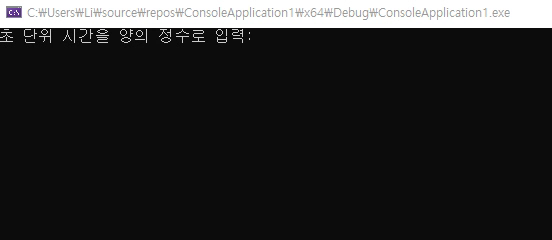 C:₩Users₩Li₩source₩repos₩ConsoleApplication1₩x64₩Debug₩ConsoleApplication1.exe
초 단위 시간을 양의 정수로 입력: